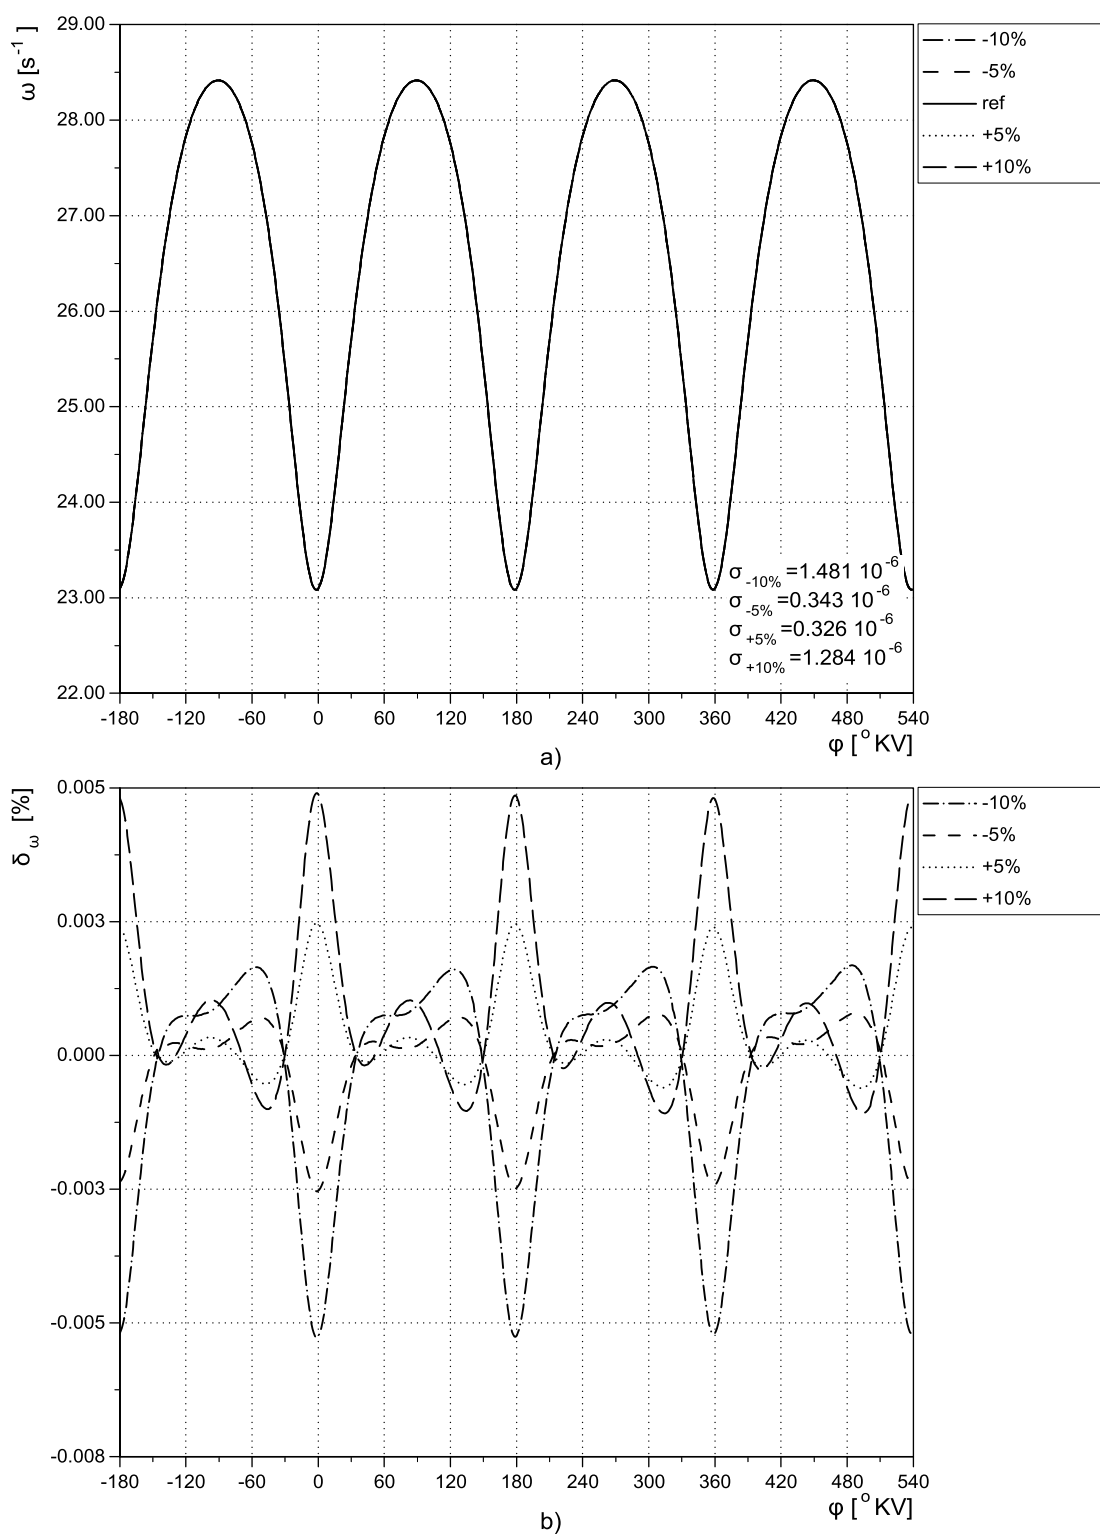 29.00
28.00
27.00
26.00
25.00
24.00
23.00
22.00
ω [s⁻¹]
-10%
-5%
ref
+5%
+10%
σ -10% =1.481 10⁻⁶
σ -5% =0.343 10⁻⁶
σ +5% =0.326 10⁻⁶
σ +10% =1.284 10⁻⁶
-180 -120 -60 0 60 120 180 240 300 360 420 480 540
φ [°KV]
a)
0.005
0.003
0.000
-0.003
-0.005
-0.008
δω [%]
-10%
-5%
+5%
+10%
-180 -120 -60 0 60 120 180 240 300 360 420 480 540
φ [°KV]
b)